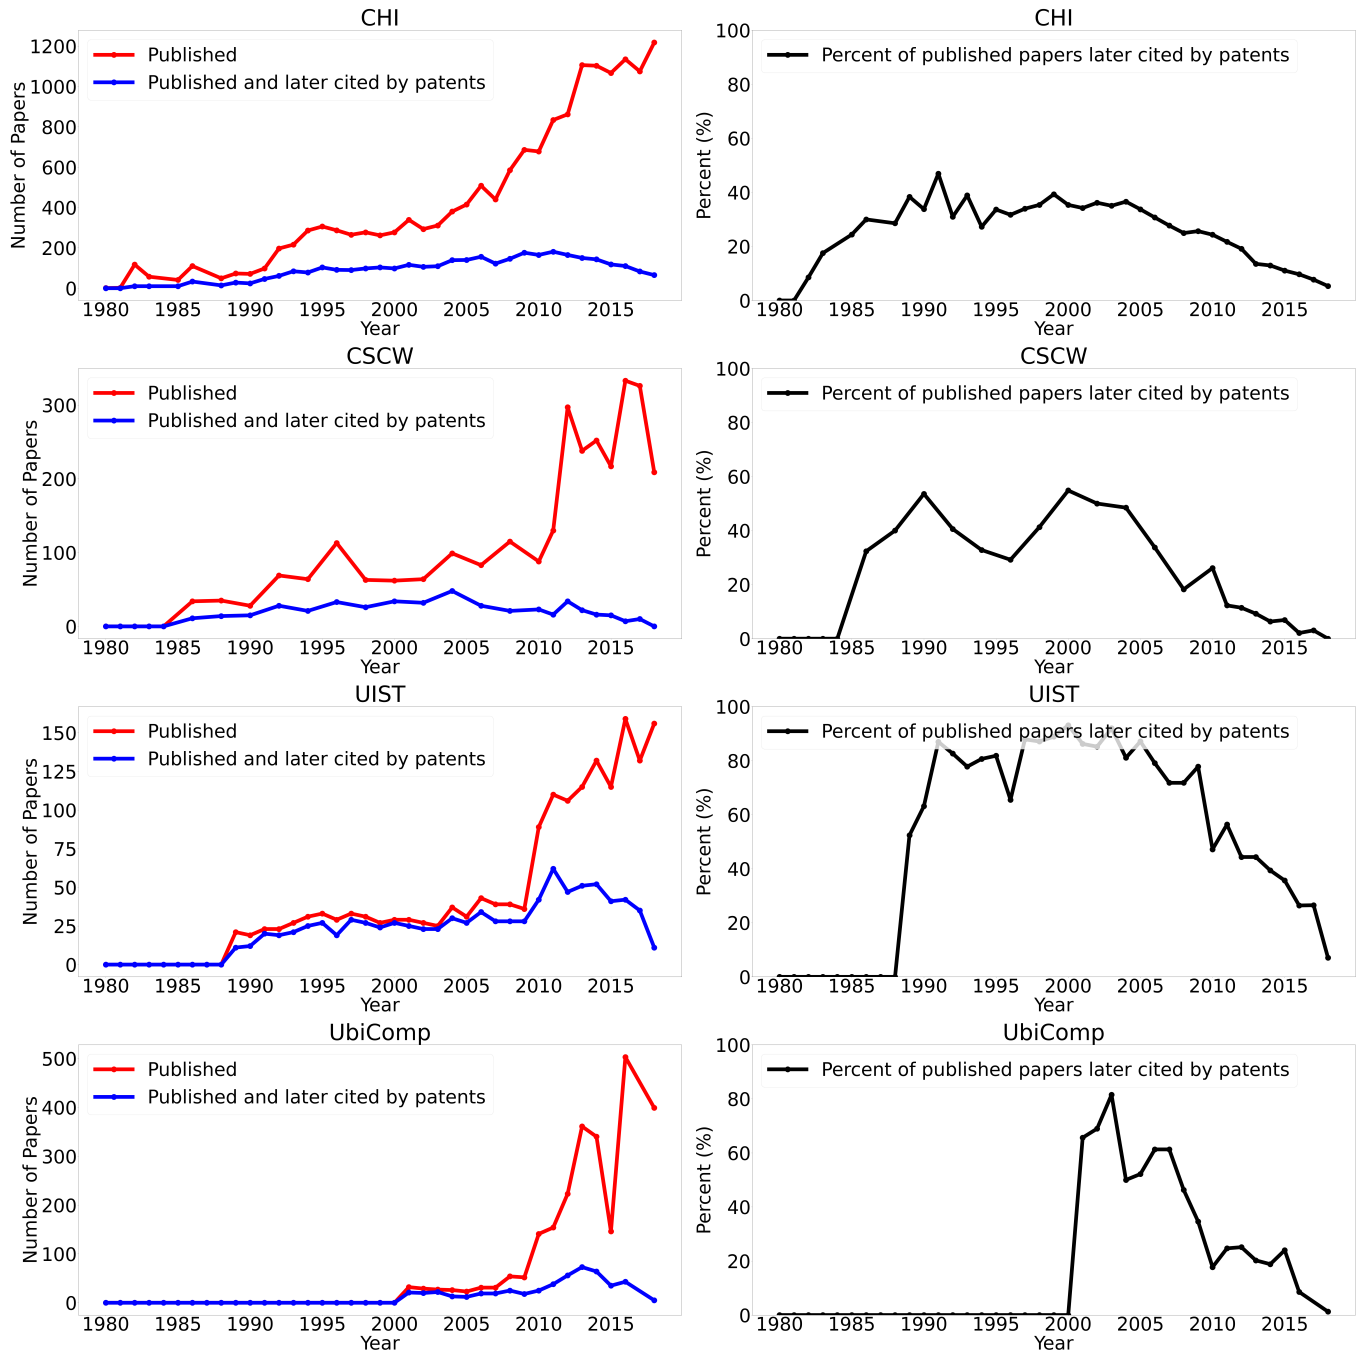 CHI
Number of Papers
1200
1000
800
600
400
200
0
Published
Published and later cited by patents
1980 1985 1990 1995 2000 2005 2010 2015
Year
CHI
Percent (%)
100
80
60
40
20
0
Percent of published papers later cited by patents
1980 1985 1990 1995 2000 2005 2010 2015
Year
CSCW
Number of Papers
300
200
100
0
Published
Published and later cited by patents
1980 1985 1990 1995 2000 2005 2010 2015
Year
CSCW
Percent (%)
100
80
60
40
20
0
Percent of published papers later cited by patents
1980 1985 1990 1995 2000 2005 2010 2015
Year
UIST
Number of Papers
150
125
100
75
50
25
0
Published
Published and later cited by patents
1980 1985 1990 1995 2000 2005 2010 2015
Year
UIST
Percent (%)
100
80
60
40
20
0
Percent of published papers later cited by patents
1980 1985 1990 1995 2000 2005 2010 2015
Year
UbiComp
Number of Papers
500
400
300
200
100
0
Published
Published and later cited by patents
1980 1985 1990 1995 2000 2005 2010 2015
Year
UbiComp
Percent (%)
100
80
60
40
20
0
Percent of published papers later cited by patents
1980 1985 1990 1995 2000 2005 2010 2015
Year